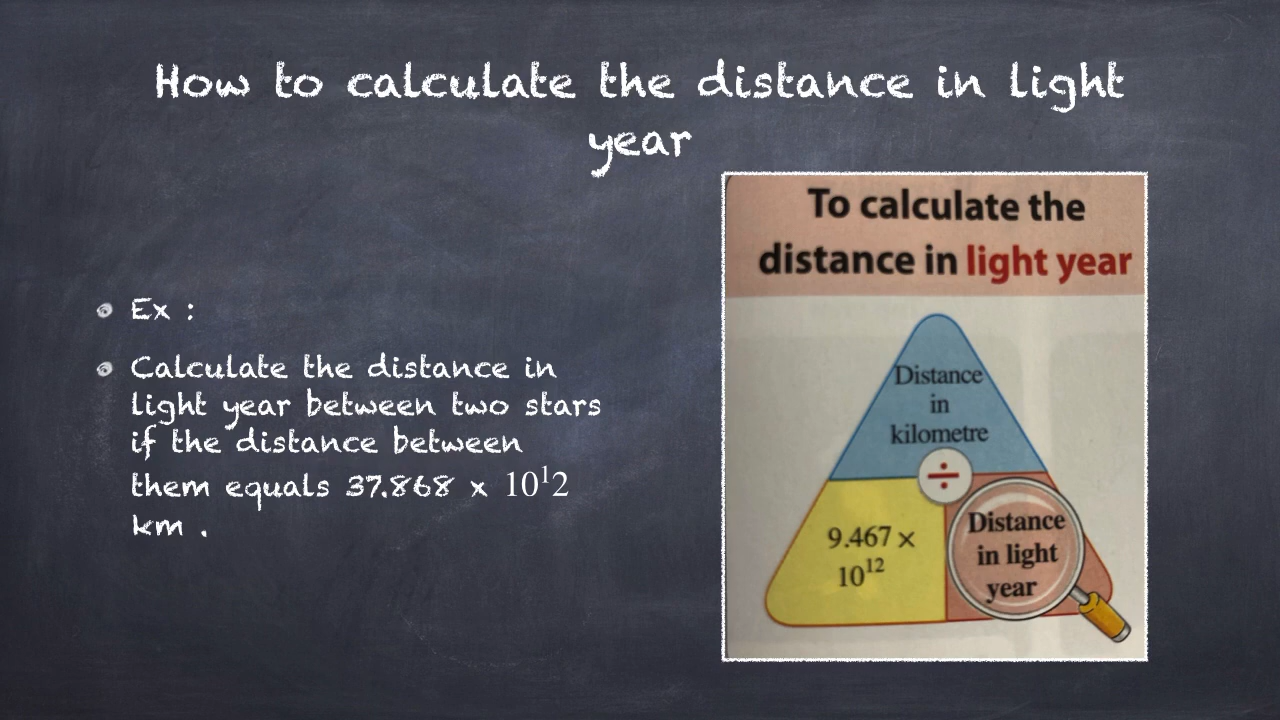 How to calculate the distance in light
year
Ex :
Calculate the distance in
light year between two stars
if the distance between
them equals 37.868 x 10¹2
km .
To calculate the
distance in light year
Distance
in
kilometre
÷
9.467 ×
10¹²
Distance
in light
year